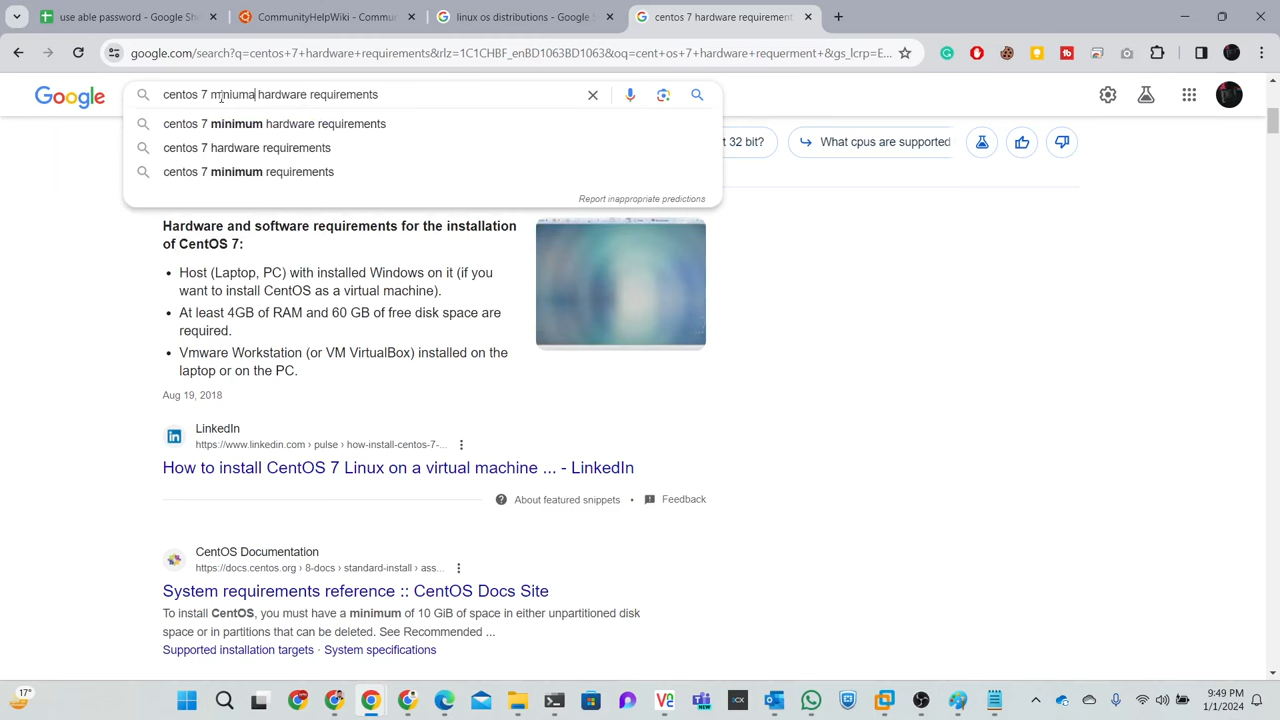 able password - Google S
CommunityHelpWiki - Commun
linux os distributions - Google S
centos 7 hardware requirement
google.com/search?q=centos+7+hardware+requirements&rlz=1C1CHBF_enBD1063BD1063&oq=cent+os+7+hardware+requerment+&gs_lcrp=E...
Google
centos 7 miniuma hardware requirements
centos 7 minimum hardware requirements
centos 7 hardware requirements
centos 7 minimum requirements
Report inappropriate predictions
t 32 bit?
What cpus are supported
Hardware and software requirements for the installation
of CentOS 7:
• Host (Laptop, PC) with installed Windows on it (if you
want to install CentOS as a virtual machine).
• At least 4GB of RAM and 60 GB of free disk space are
required.
• Vmware Workstation (or VM VirtualBox) installed on the
laptop or on the PC.
Aug 19, 2018
LinkedIn
https://www.linkedin.com › pulse › how-install-centos-7-...
How to install CentOS 7 Linux on a virtual machine ... - LinkedIn
About featured snippets • Feedback
CentOS Documentation
https://docs.centos.org › 8-docs › standard-install › ass...
System requirements reference :: CentOS Docs Site
To install CentOS, you must have a minimum of 10 GiB of space in either unpartitioned disk
space or in partitions that can be deleted. See Recommended ...
Supported installation targets · System specifications
17°
9:49 PM
1/1/2024